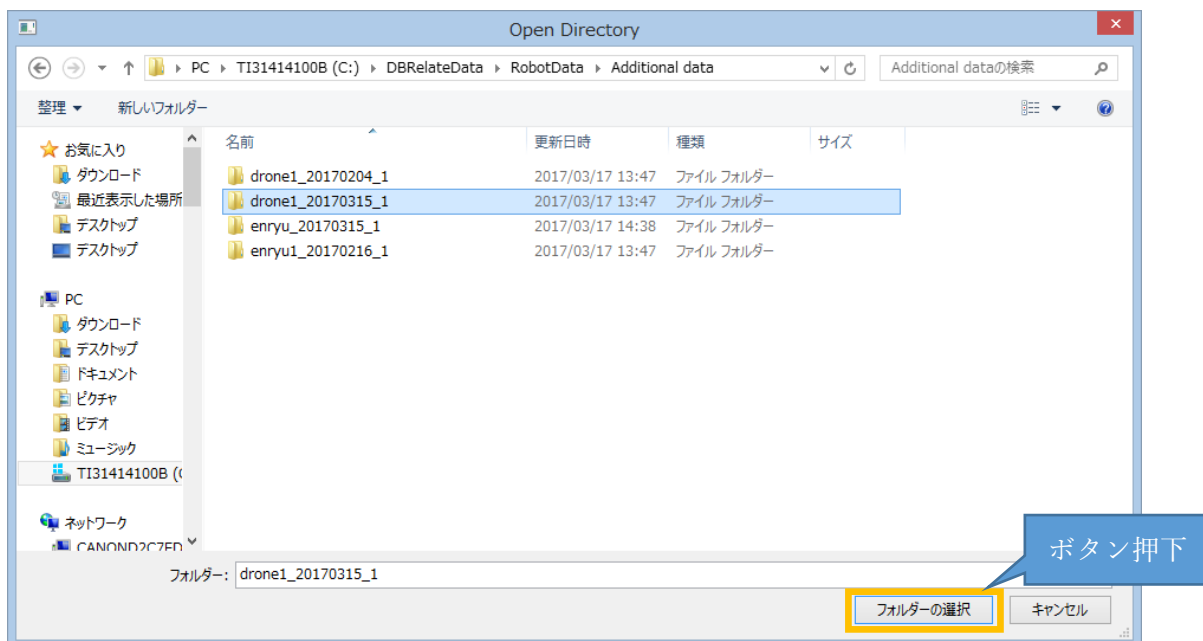 Open Directory
PC ▸ TI31414100B (C:) ▸ DBRelateData ▸ RobotData ▸ Additional data
Additional dataの検索
整理 新しいフォルダー
名前 更新日時 種類 サイズ
お気に入り
ダウンロード
最近表示した場所
デスクトップ
デスクトップ
PC
ダウンロード
デスクトップ
ドキュメント
ピクチャ
ビデオ
ミュージック
TI31414100B (
ネットワーク
CANOND2C7ED
drone1_20170204_1 2017/03/17 13:47 ファイル フォルダー
drone1_20170315_1 2017/03/17 13:47 ファイル フォルダー
enryu_20170315_1 2017/03/17 14:38 ファイル フォルダー
enryu1_20170216_1 2017/03/17 13:47 ファイル フォルダー
ボタン押下
フォルダー: drone1_20170315_1
フォルダーの選択 キャンセル